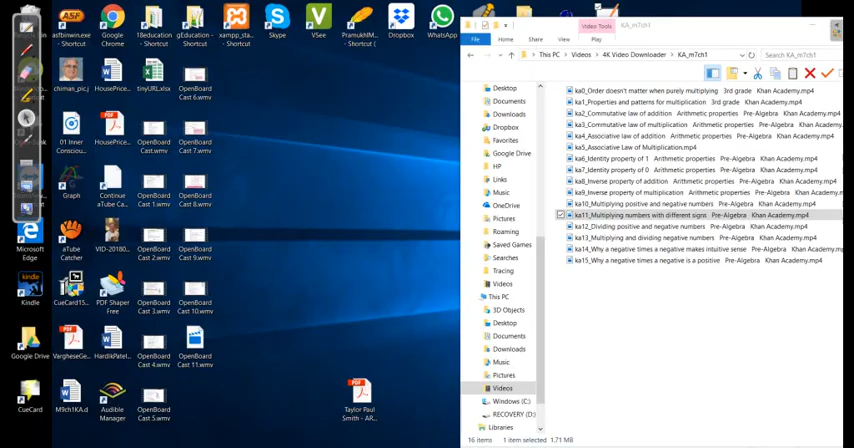 asfbinwin.exe - Shortcut
Google Chrome
18education - Shortcut
gEducation - Shortcut
xampp_sta... - Shortcut
Skype
VSee
PramukhIM... Shortcut (
Dropbox
WhatsApp
chiman_pic.j
HousePric...
tinyURL.xlsx
OpenBoard Cast 6.wmv
01 Inner Consciou...
HousePric...
OpenBoard Cast.wmv
OpenBoard Cast 7.wmv
Graph
Continue aTube Ca...
OpenBoard Cast 1.wmv
OpenBoard Cast 8.wmv
Microsoft Edge
aTube Catcher
VID-20180...
OpenBoard Cast 2.wmv
OpenBoard Cast 9.wmv
Kindle
CueCard15...
PDF Shaper Free
OpenBoard Cast 3.wmv
OpenBoard Cast 10.wmv
Google Drive
VargheseGe...
HardikPatel...
OpenBoard Cast 4.wmv
OpenBoard Cast 11.wmv
CueCard
M9ch1KA.d
Audible Manager
OpenBoard Cast 5.wmv
Taylor Paul Smith - AR...
Video Tools
KA_m7ch1
File
Home
Share
View
Play
This PC > Videos > 4K Video Downloader > KA_m7ch1
Search KA_m7ch1
Desktop
Documents
Downloads
Dropbox
Favorites
Google Drive
HP
Links
Music
OneDrive
Pictures
Roaming
Saved Games
Searches
Tracing
Videos
This PC
3D Objects
Desktop
Documents
Downloads
Music
Pictures
Videos
Windows (C:)
RECOVERY (D:)
Libraries
ka0_Order doesn't matter when purely multiplying 3rd grade Khan Academy.mp4
ka1_Properties and patterns for multiplication 3rd grade Khan Academy.mp4
ka2_Commutative law of addition Arithmetic properties Pre-Algebra Khan Academy.mp4
ka3_Commutative law of multiplication Arithmetic properties Pre-Algebra Khan Academy
ka4_Associative law of addition Arithmetic properties Pre-Algebra Khan Academy.mp4
ka5_Associative Law of Multiplication.mp4
ka6_Identity property of 1 Arithmetic properties Pre-Algebra Khan Academy.mp4
ka7_Identity property of 0 Arithmetic properties Pre-Algebra Khan Academy.mp4
ka8_Inverse property of addition Arithmetic properties Pre-Algebra Khan Academy.mp4
ka9_Inverse property of multiplication Arithmetic properties Pre-Algebra Khan Academy.m
ka10_Multiplying positive and negative numbers Pre-Algebra Khan Academy.mp4
ka11_Multiplying numbers with different signs Pre-Algebra Khan Academy.mp4
ka12_Dividing positive and negative numbers Pre-Algebra Khan Academy.mp4
ka13_Multiplying and dividing negative numbers Pre-Algebra Khan Academy.mp4
ka14_Why a negative times a negative makes intuitive sense Pre-Algebra Khan Academy.m
ka15_Why a negative times a negative is a positive Pre-Algebra Khan Academy.mp4
16 items
1 item selected 1.71 MB